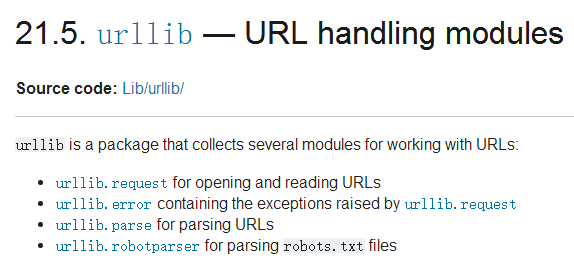 21.5. urllib — URL handling modules
Source code: Lib/urllib/
urllib is a package that collects several modules for working with URLs:
• urllib.request for opening and reading URLs
• urllib.error containing the exceptions raised by urllib.request
• urllib.parse for parsing URLs
• urllib.robotparser for parsing robots.txt files